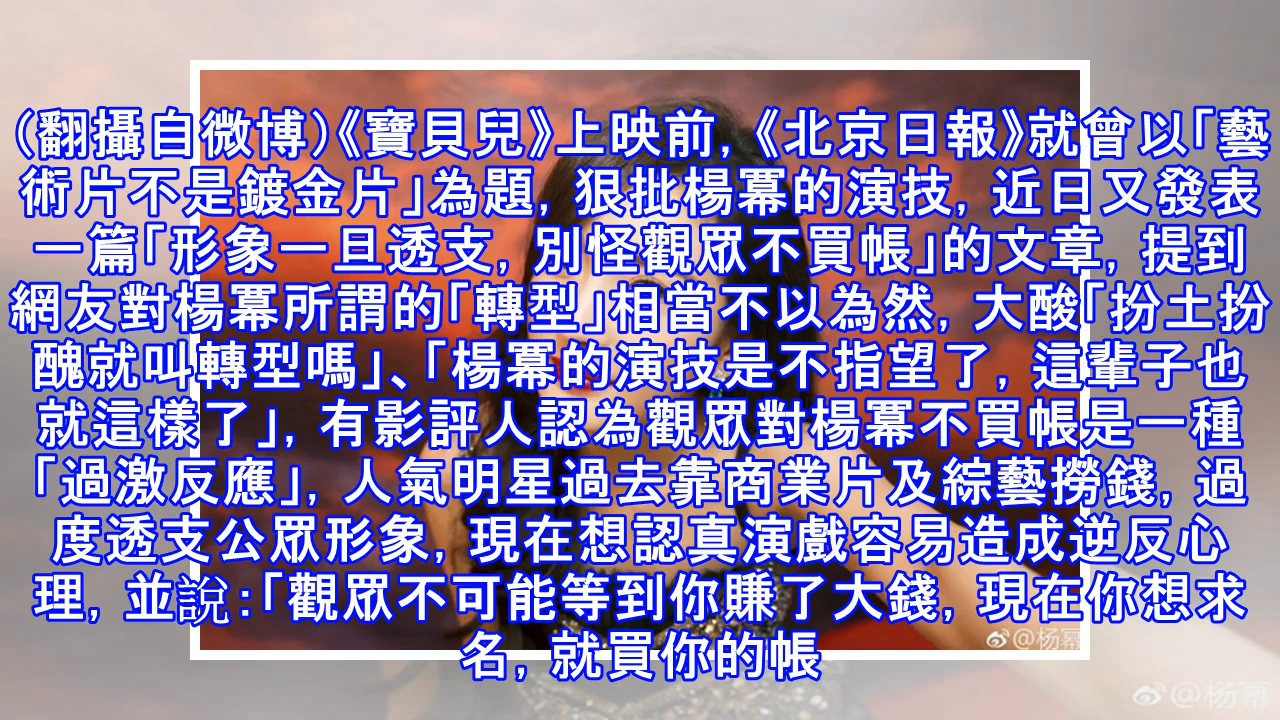 (翻攝自微博)《寶貝兒》上映前,《北京日報》就曾以「藝
術片不是鍍金片」為題, 狠批楊冪的演技, 近日又發表
一篇「形象一旦透支, 別怪觀眾不買帳」的文章, 提到
網友對楊冪所謂的「轉型」相當不以為然, 大酸「扮土扮
醜就叫轉型嗎」、「楊冪的演技是不指望了, 這輩子也
就這樣了」, 有影評人認為觀眾對楊冪不買帳是一種
「過激反應」, 人氣明星過去靠商業片及綜藝撈錢, 過
度透支公眾形象, 現在想認真演戲容易造成逆反心
理, 並說:「觀眾不可能等到你賺了大錢, 現在你想求
名, 就買你的帳
@杨幂
@杨幂